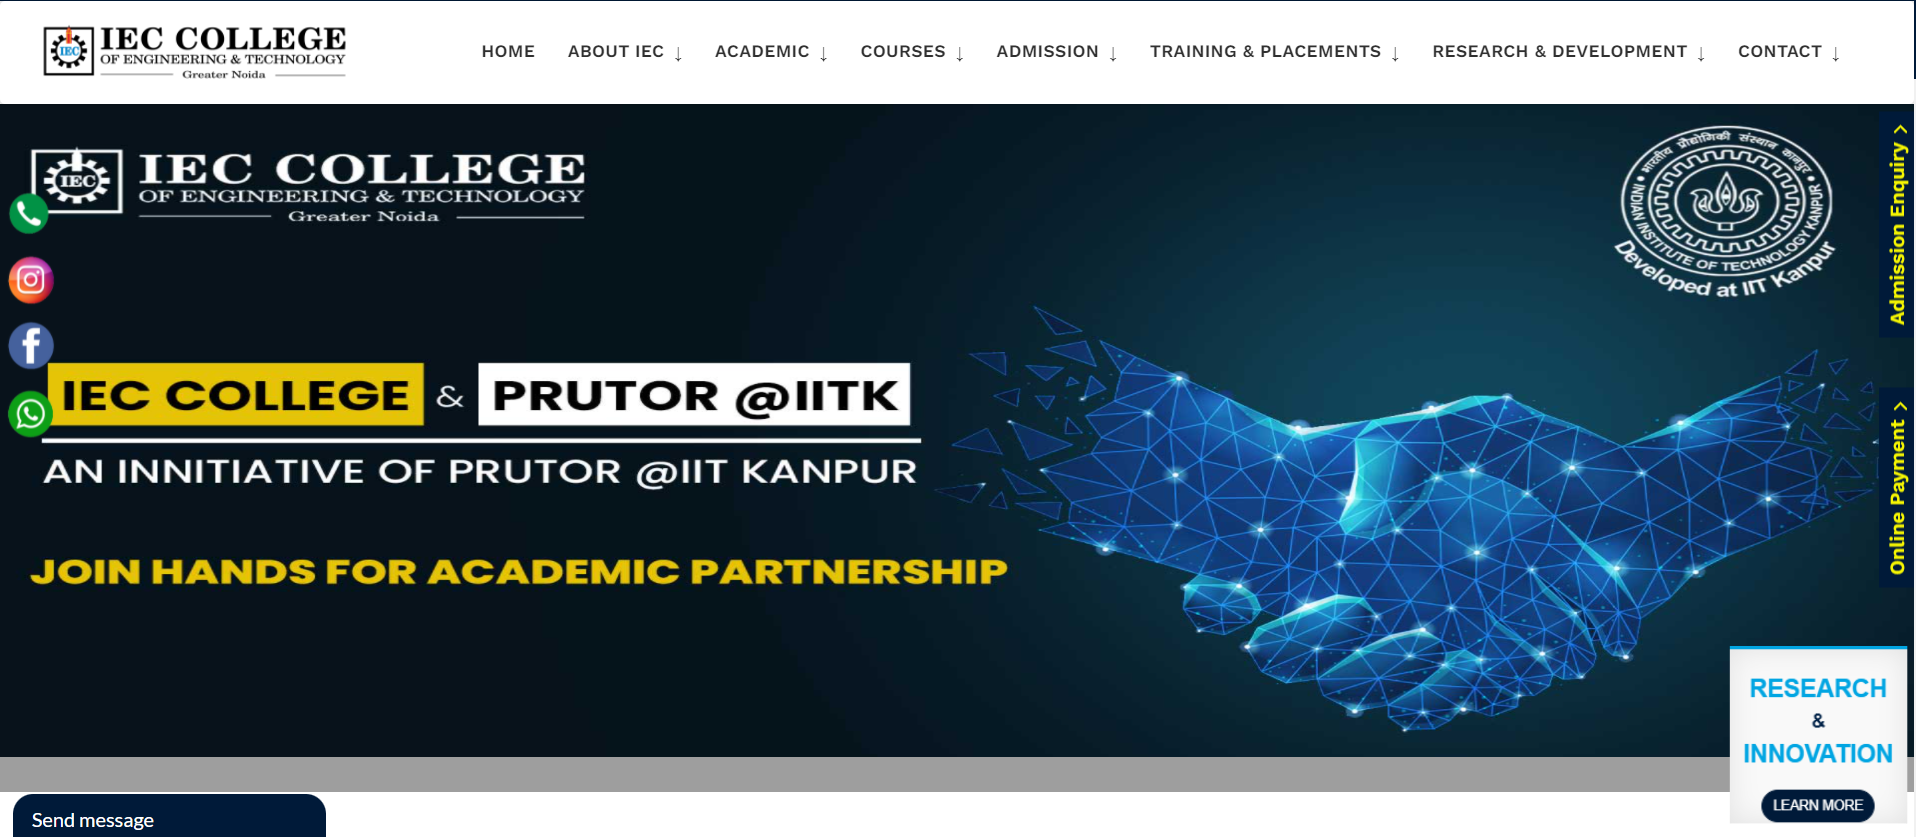 IEC
IEC COLLEGE
OF ENGINEERING & TECHNOLOGY
Greater Noida
HOME
ABOUT IEC ↓
ACADEMIC ↓
COURSES ↓
ADMISSION ↓
TRAINING & PLACEMENTS ↓
RESEARCH & DEVELOPMENT ↓
CONTACT ↓
IEC
IEC COLLEGE
OF ENGINEERING & TECHNOLOGY
Greater Noida
भारतीय प्रौद्योगिकी संस्थान कानपुर
INDIAN INSTITUTE OF TECHNOLOGY KANPUR
Developed at IIT Kanpur
Admission Enquiry >
IEC COLLEGE & PRUTOR @IITK
AN INNITIATIVE OF PRUTOR @IIT KANPUR
Online Payment >
JOIN HANDS FOR ACADEMIC PARTNERSHIP
RESEARCH
&
INNOVATION
LEARN MORE
Send message